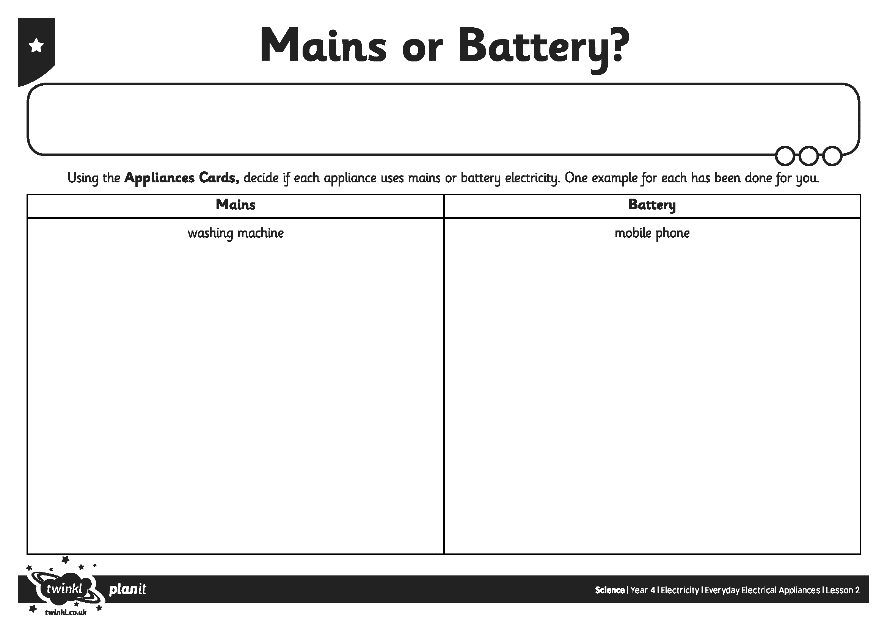 Mains or Battery?
Using the Appliances Cards, decide if each appliance uses mains or battery electricity. One example for each has been done for you.
Mains
Battery
washing machine
mobile phone
twinkl
planit
twinkl.co.uk
Science | Year 4 | Electricity | Everyday Electrical Appliances | Lesson 2